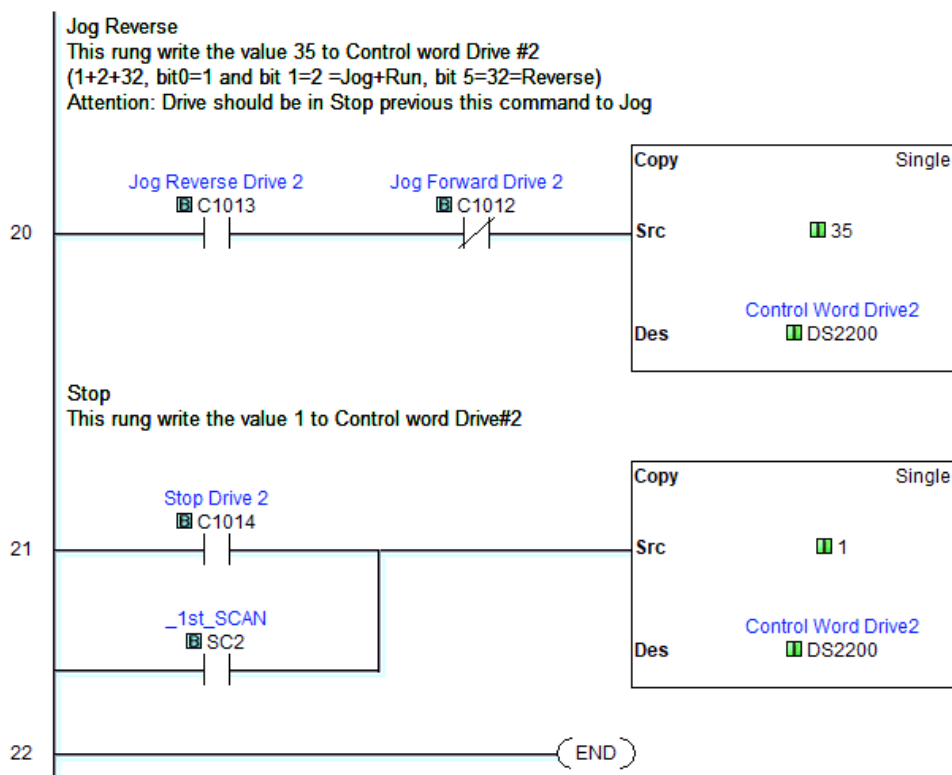 Jog Reverse
This rung write the value 35 to Control word Drive #2
(1+2+32, bit0=1 and bit 1=2 =Jog+Run, bit 5=32=Reverse)
Attention: Drive should be in Stop previous this command to Jog
Copy Single
Jog Reverse Drive 2 Jog Forward Drive 2
B C1013 B C1012
20 Src 35
Control Word Drive2
Des DS2200
Stop
This rung write the value 1 to Control word Drive#2
Copy Single
Stop Drive 2
B C1014
21 Src 1
_1st_SCAN
B SC2
Control Word Drive2
Des DS2200
22 END